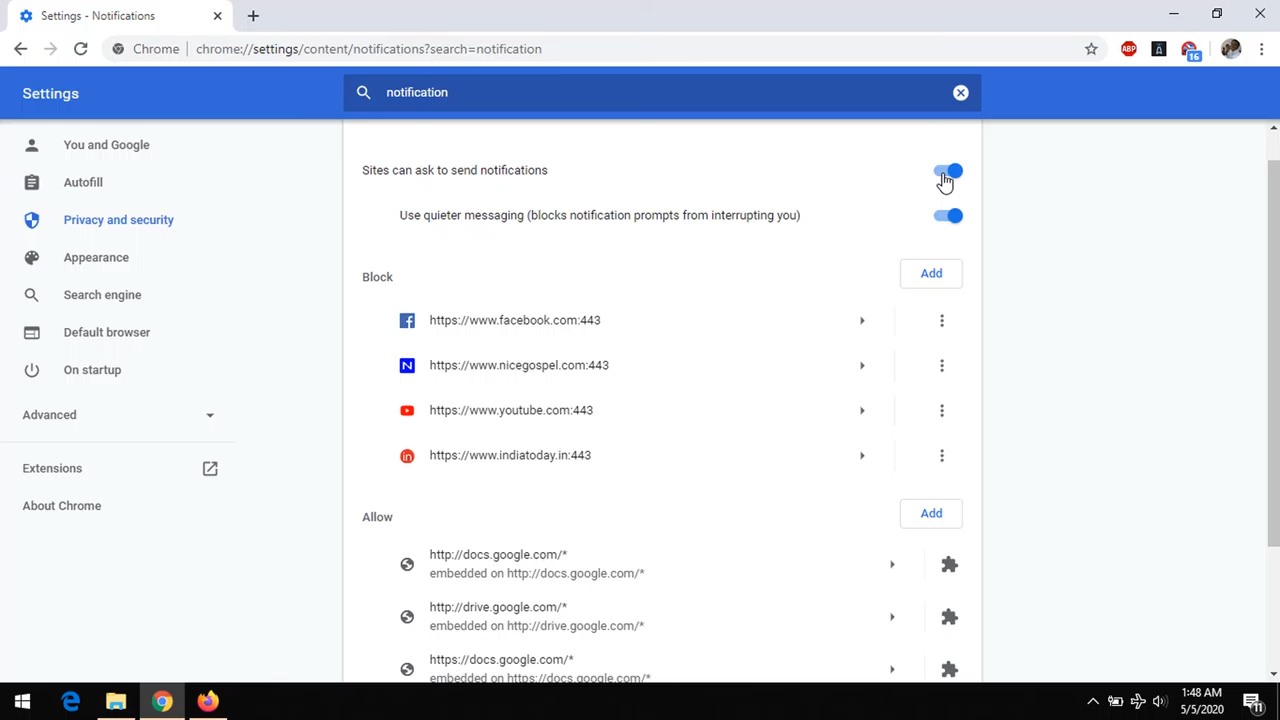 Settings - Notifications
Chrome
chrome://settings/content/notifications?search=notification
ABP
16
Settings
notification
You and Google
Autofill
Privacy and security
Appearance
Search engine
Default browser
On startup
Advanced
Extensions
About Chrome
Sites can ask to send notifications
Use quieter messaging (blocks notification prompts from interrupting you)
Block
Add
https://www.facebook.com:443
https://www.nicegospel.com:443
https://www.youtube.com:443
https://www.indiatoday.in:443
Allow
Add
http://docs.google.com/*
embedded on http://docs.google.com/*
http://drive.google.com/*
embedded on http://drive.google.com/*
https://docs.google.com/*
embedded on https://docs.google.com/*
1:48 AM
5/5/2020
11